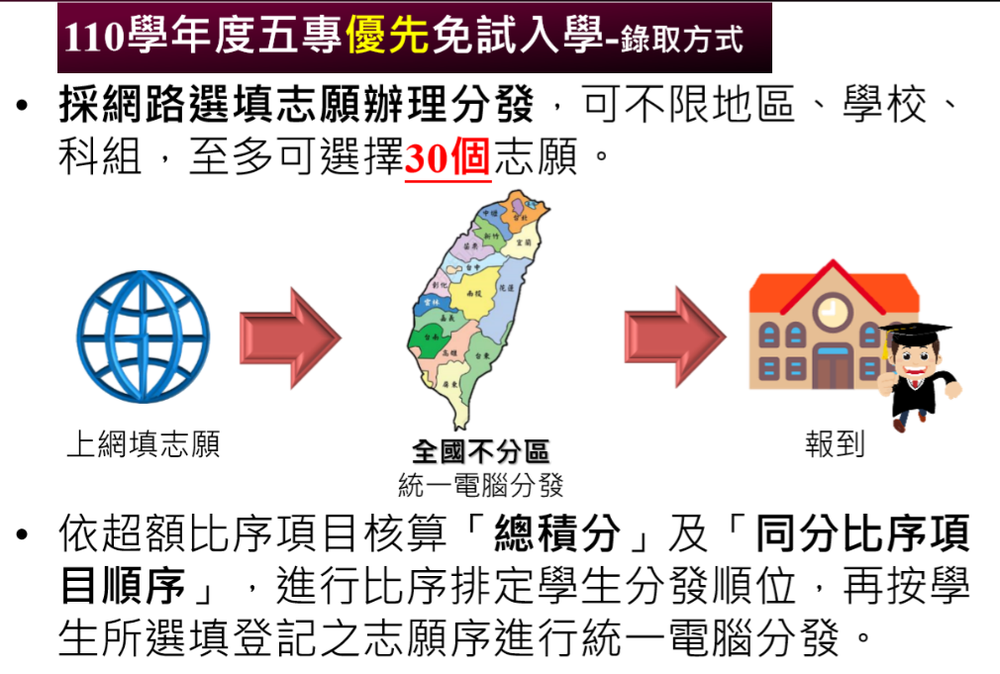 110學年度五專優先免試入學-錄取方式
• 採網路選填志願辦理分發，可不限地區、學校、
科組，至多可選擇30個志願。
台北
中壢
新竹
宜蘭
苗栗
台中
彰化
南投
花蓮
雲林
嘉義
台南
高雄
台東
屏東
上網填志願
全國不分區
統一電腦分發
報到
• 依超額比序項目核算「總積分」及「同分比序項
目順序」，進行比序排定學生分發順位，再按學
生所選填登記之志願序進行統一電腦分發。